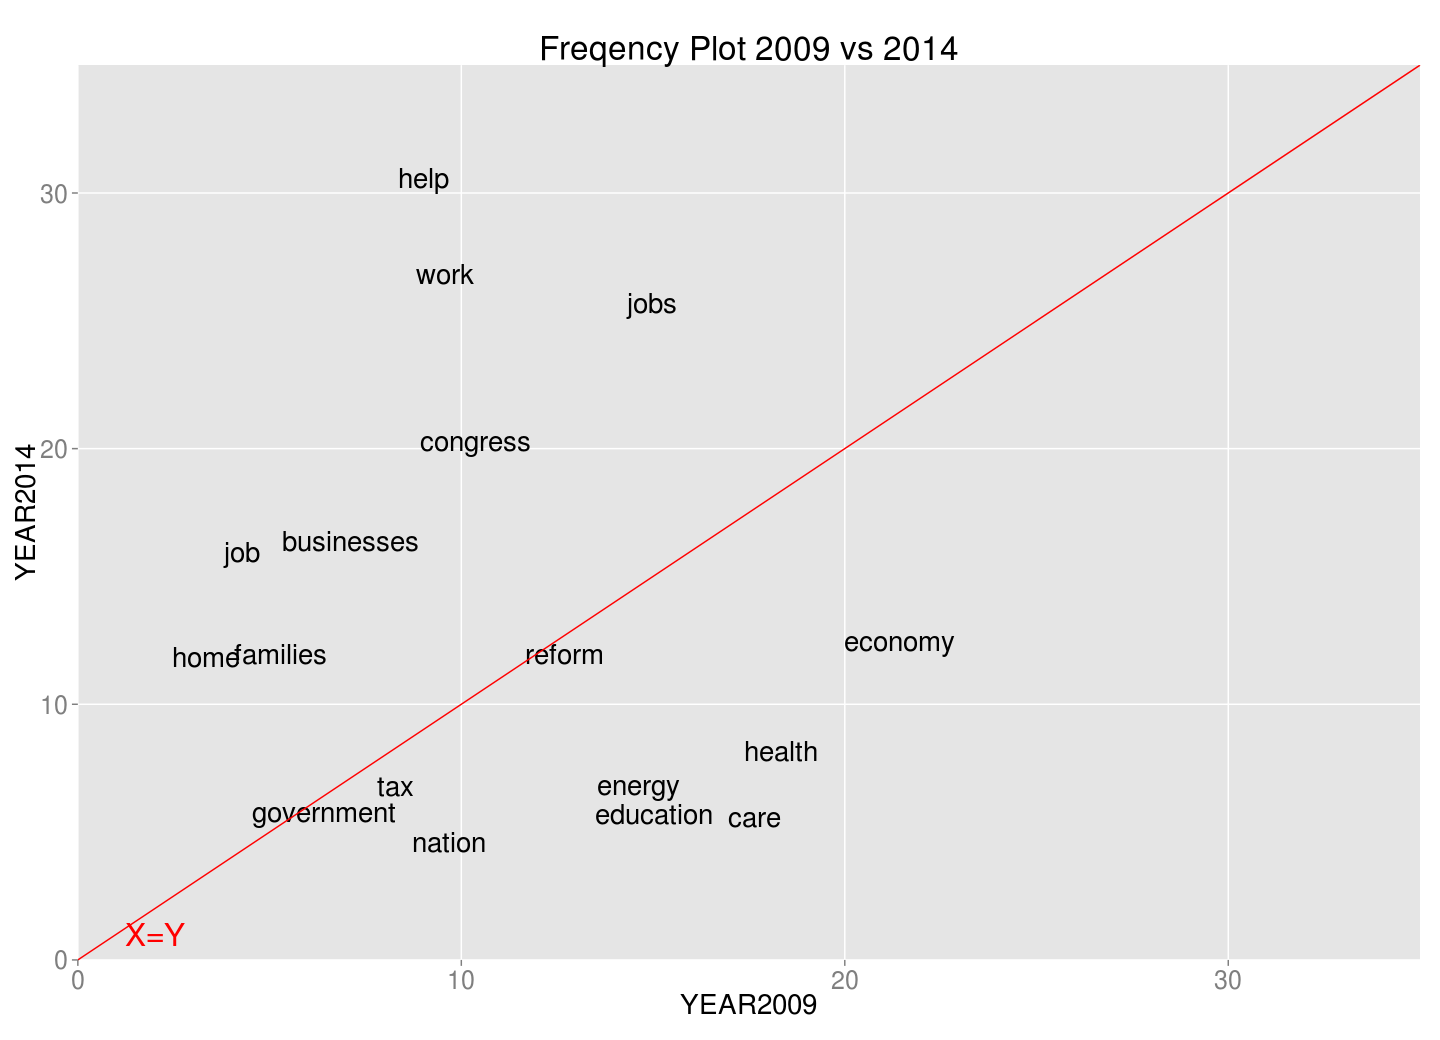 Freqency Plot 2009 vs 2014
help
30
work
jobs
congress
20
YEAR2014
businesses
job
economy
home
families
reform
10
health
tax
energy
government
education
care
nation
X=Y
0
0
10
20
30
YEAR2009